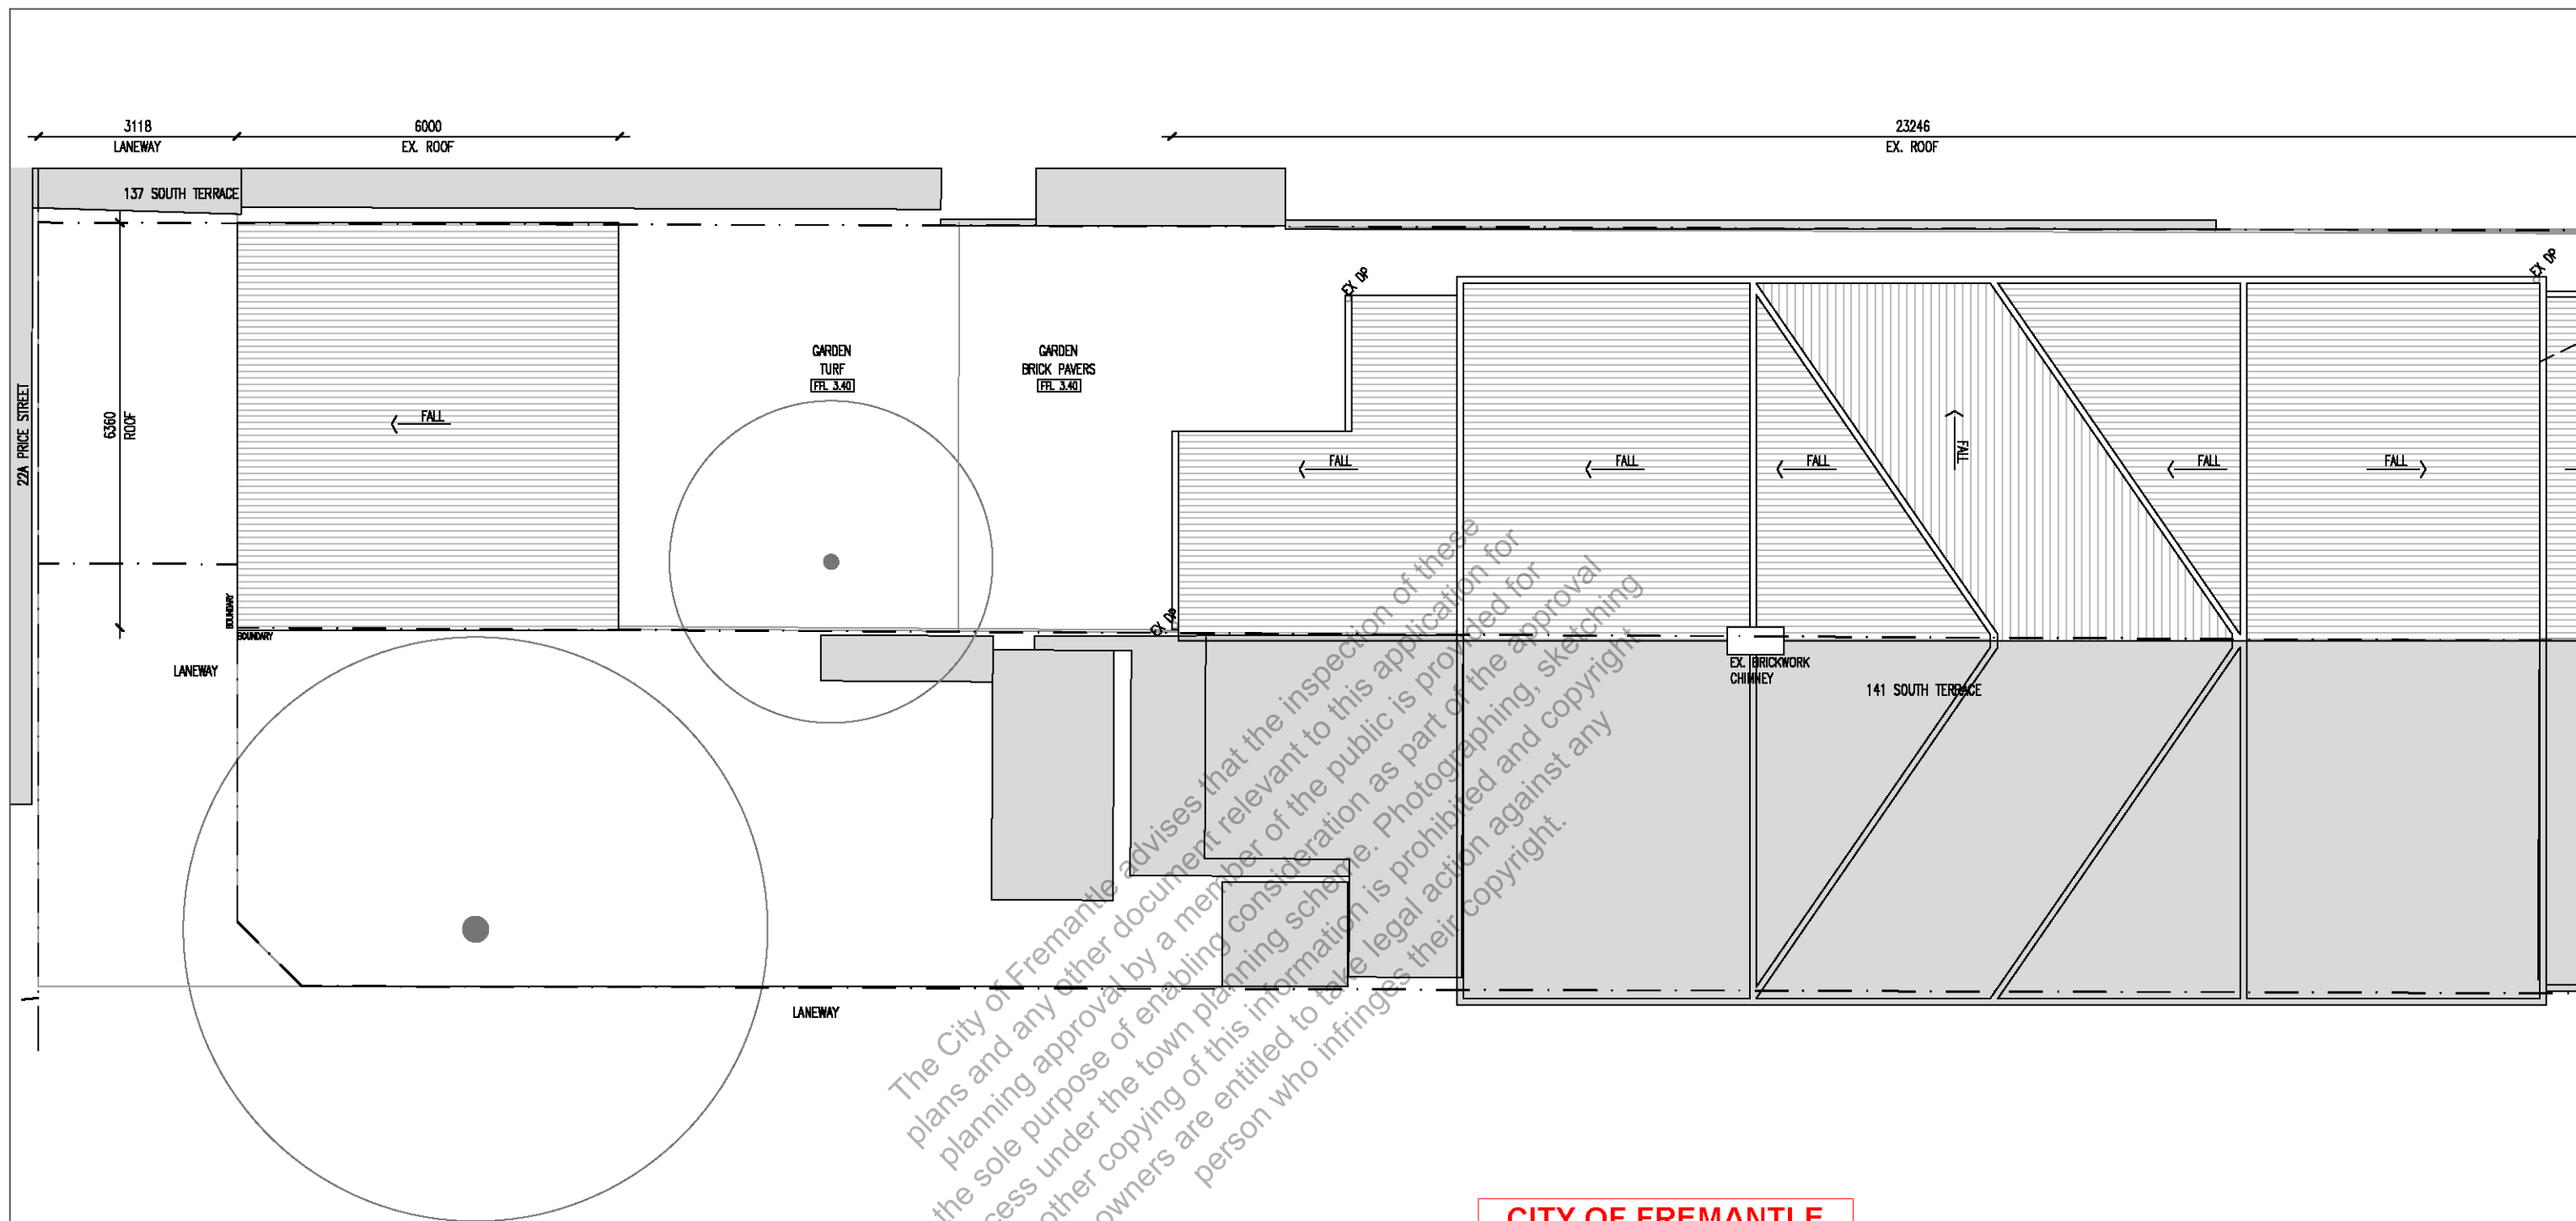 3118
LANEWAY
6000
EX. ROOF
23246
EX. ROOF
137 SOUTH TERRACE
22A PRICE STREET
6360
ROOF
FALL
GARDEN
TURF
FFL 3.40
GARDEN
BRICK PAVERS
FFL 3.40
EX DP
EX DP
EX DP
FALL
FALL
FALL
FALL
FALL
FALL
BOUNDARY
BOUNDARY
LANEWAY
LANEWAY
EX. BRICKWORK
CHIMNEY
141 SOUTH TERRACE
The City of Fremantle advises that the inspection of these
plans and any other document relevant to this application for
planning approval by a member of the public is provided for
the sole purpose of enabling consideration as part of the approval
cess under the town planning scheme. Photographing, sketching
other copying of this information is prohibited and copyright
owners are entitled to take legal action against any
person who infringes their copyright.
CITY OF FREMANTLE